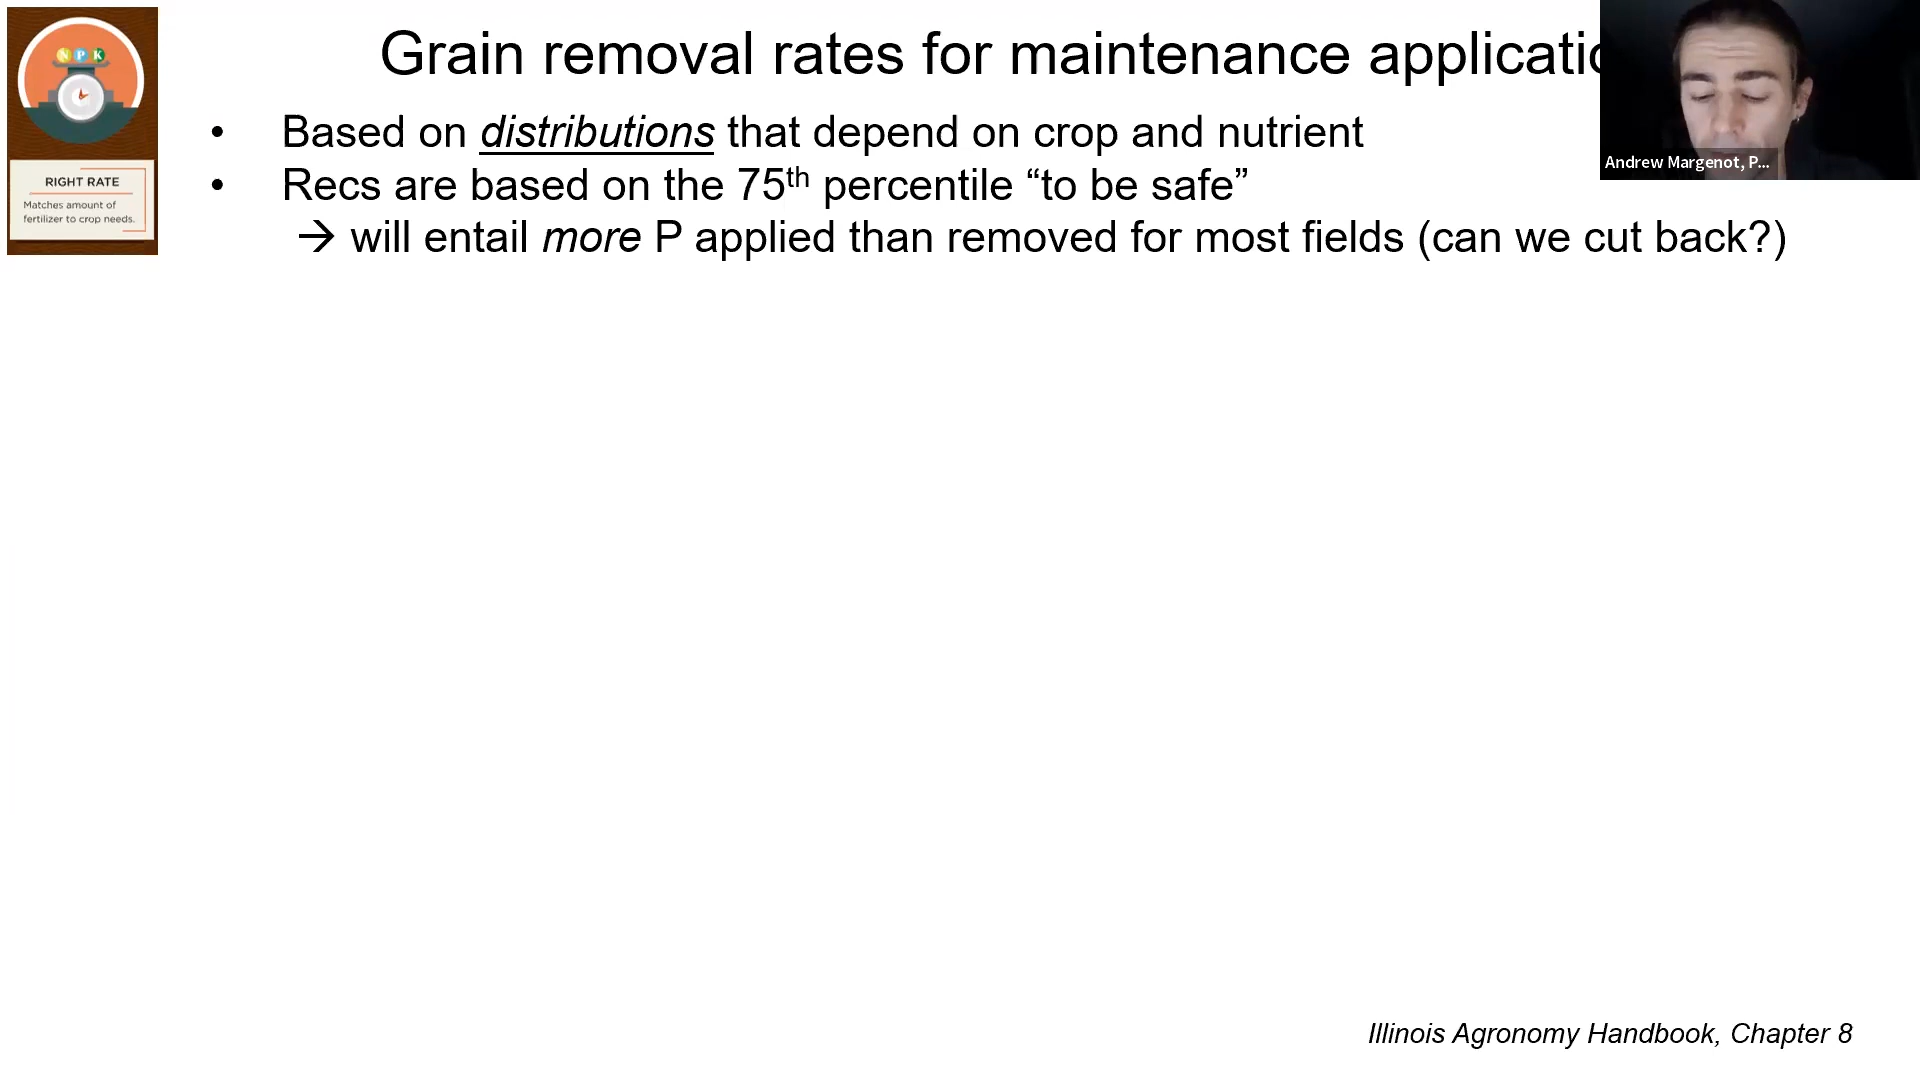 Grain removal rates for maintenance applicatio
N P K
RIGHT RATE
Matches amount of
fertilizer to crop needs.
• Based on distributions that depend on crop and nutrient
• Recs are based on the 75th percentile “to be safe”
→ will entail more P applied than removed for most fields (can we cut back?)
Andrew Margenot, P...
Illinois Agronomy Handbook, Chapter 8